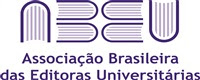 ABEU
Associação Brasileira
das Editoras Universitárias